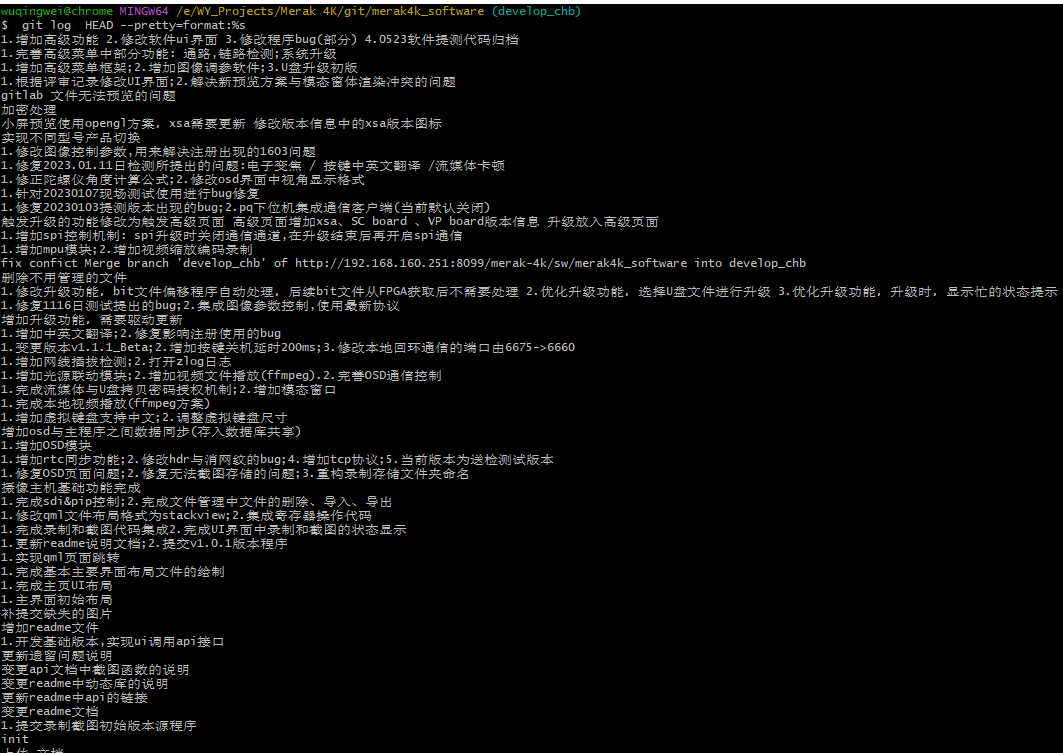 wuqingwei@chrome MINGW64 /e/WY_Projects/Merak 4K/git/merak4k_software (develop_chb)
$ git log HEAD --pretty=format:%s
1.增加高级功能 2.修改软件ui界面 3.修改程序bug(部分) 4.0523软件提测代码归档
1.完善高级菜单中部分功能: 通路,链路检测;系统升级
1.增加高级菜单框架;2.增加图像调参软件;3.U盘升级初版
1.根据评审记录修改UI界面;2.解决新预览方案与模态窗体渲染冲突的问题
gitlab 文件无法预览的问题
加密处理
小屏预览使用opengl方案, xsa需要更新 修改版本信息中的xsa版本图标
实现不同型号产品切换
1.修改图像控制参数,用来解决注册出现的1603问题
1.修复2023.01.11日检测所提出的问题:电子变焦 / 按键中英文翻译 /流媒体卡顿
1.修正陀螺仪角度计算公式;2.修改osd界面中视角显示格式
1.针对20230107现场测试使用进行bug修复
1.修复20230103提测版本出现的bug;2.pq下位机集成通信客户端(当前默认关闭)
触发升级的功能修改为触发高级页面 高级页面增加xsa、SC board 、VP board版本信息 升级放入高级页面
1.增加spi控制机制: spi升级时关闭通信通道,在升级结束后再开启spi通信
1.增加mpu模块;2.增加视频缩放编码录制
fix confict Merge branch 'develop_chb' of http://192.168.160.251:8099/merak-4k/sw/merak4k_software into develop_chb
删除不用管理的文件
1.修改升级功能, bit文件偏移程序自动处理, 后续bit文件从FPGA获取后不需要处理 2.优化升级功能, 选择U盘文件进行升级 3.优化升级功能, 升级时, 显示忙的状态提示
1.修复1116日测试提出的bug;2.集成图像参数控制,使用最新协议
增加升级功能, 需要驱动更新
1.增加中英文翻译;2.修复影响注册使用的bug
1.变更版本v1.1.1_Beta;2.增加按键关机延时200ms;3.修改本地回环通信的端口由6675->6660
1.增加网线插拔检测;2.打开zlog日志
1.增加光源联动模块;2.增加视频文件播放(ffmpeg).2.完善OSD通信控制
1.完成流媒体与U盘拷贝密码授权机制;2.增加模态窗口
1.完成本地视频播放(ffmpeg方案)
1.增加虚拟键盘支持中文;2.调整虚拟键盘尺寸
增加osd与主程序之间数据同步(存入数据库共享)
1.增加OSD模块
1.增加rtc同步功能;2.修改hdr与消网纹的bug;4.增加tcp协议;5.当前版本为送检测试版本
1.修复OSD页面问题;2.修复无法截图存储的问题;3.重构录制存储文件夹命名
摄像主机基础功能完成
1.完成sdi&pip控制;2.完成文件管理中文件的删除、导入、导出
1.修改qml文件布局格式为stackview;2.集成寄存器操作代码
1.完成录制和截图代码集成2.完成UI界面中录制和截图的状态显示
1.更新readme说明文档;2.提交v1.0.1版本程序
1.实现qml页面跳转
1.完成基本主要界面布局文件的绘制
1.完成主页UI布局
1.主界面初始布局
补提交缺失的图片
增加readme文件
1.开发基础版本,实现ui调用api接口
更新遗留问题说明
变更api文档中截图函数的说明
变更readme中动态库的说明
更新readme中api的链接
变更readme文档
1.提交录制截图初始版本源程序
init